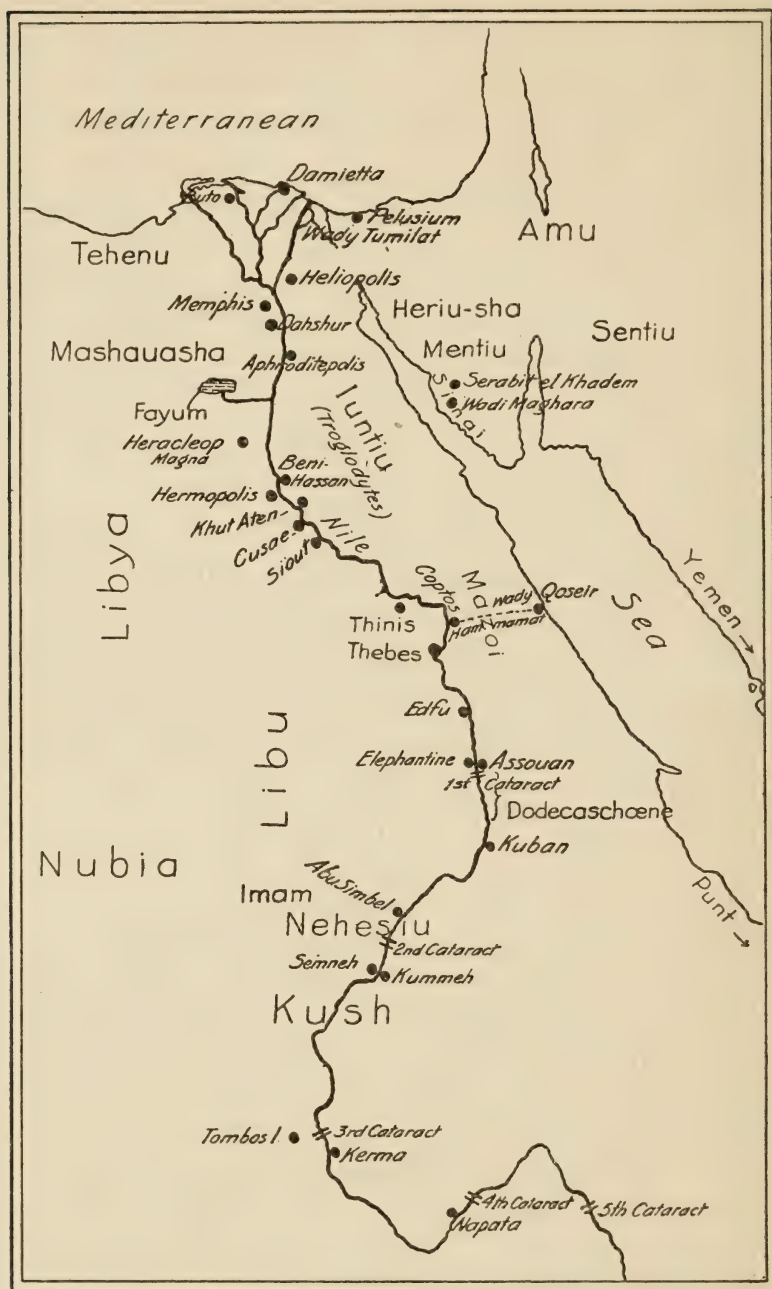 Mediterranean
Damietta
Buto
Pelusium
Wady Tumilat
Amu
Tehenu
Heliopolis
Memphis
Heriu-sha
Dahshur
Sentiu
Mentiu
Mashauasha
Aphroditepolis
Serabit el Khadem
Sinai
Wadi Maghara
Fayum
Iuntiu
(Troglodytes)
Heracleop
Magna
Beni-
Hassan
Hermopolis
Khut Aten-
Nile
Cusae-
Siout
Libya
Yemen →
Coptos
Mazoi
Wady
Qoseir
Hammamat
Sea
Thinis
Thebes
Edfu
Libu
Elephantine
Assouan
1st Cataract
Dodecaschœne
Kuban
Nubia
Imam
Abu Simbel
Punt →
Nehesiu
2nd Cataract
Semneh
Kummeh
Kush
Tombos I.
3rd Cataract
Kerma
4th Cataract
5th Cataract
Napata